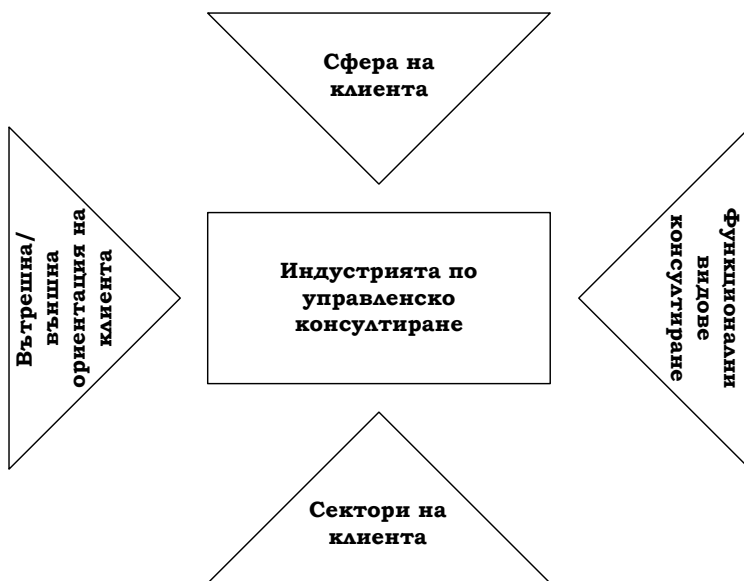 Сфера на
клиента
Вътрешна/
външна
ориентация на
клиента
Индустрията по
управленско
консултиране
Функционални
видове
консултиране
Сектори на
клиента